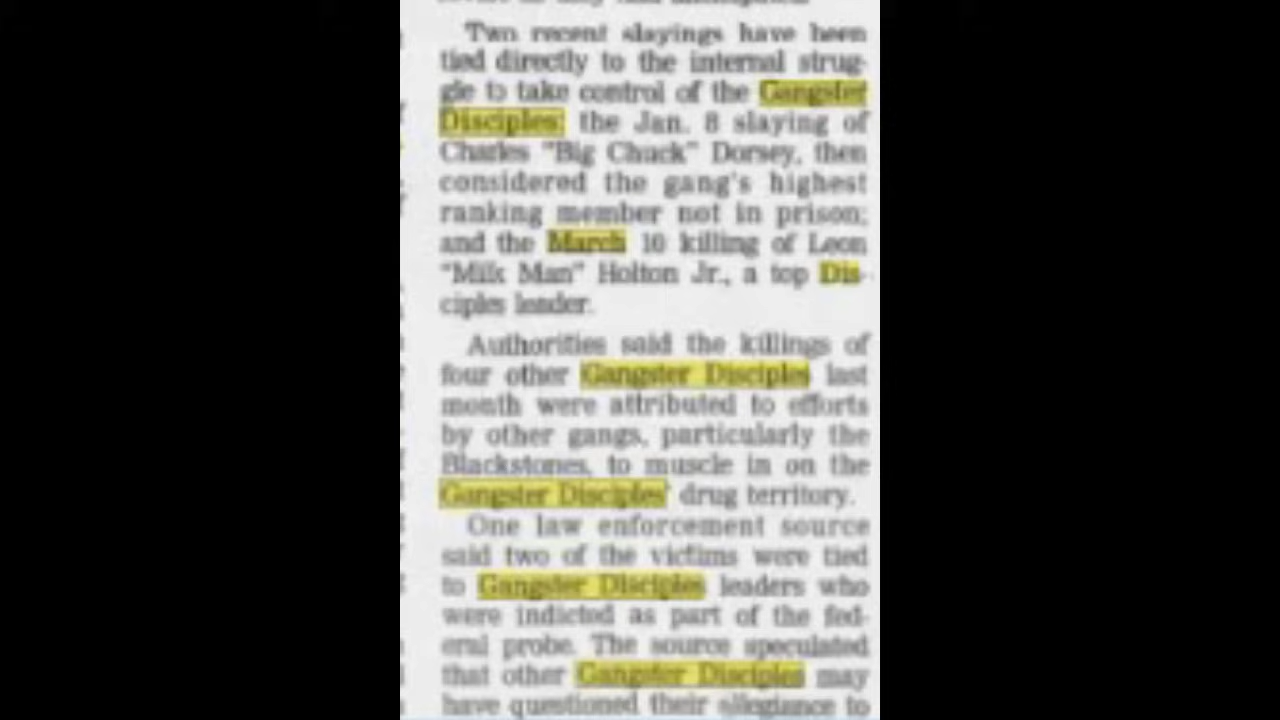 Two recent slayings have been
tied directly to the internal strug-
gle to take control of the Gangster
Disciples: the Jan. 8 slaying of
Charles "Big Chuck" Dorsey, then
considered the gang's highest
ranking member not in prison;
and the March 10 killing of Leon
"Milk Man" Holton Jr., a top Dis-
ciples leader.
Authorities said the killings of
four other Gangster Disciples last
month were attributed to efforts
by other gangs, particularly the
Blackstones, to muscle in on the
Gangster Disciples' drug territory.
One law enforcement source
said two of the victims were tied
to Gangster Disciples leaders who
were indicted as part of the fed-
eral probe. The source speculated
that other Gangster Disciples may
have questioned their allegiance to